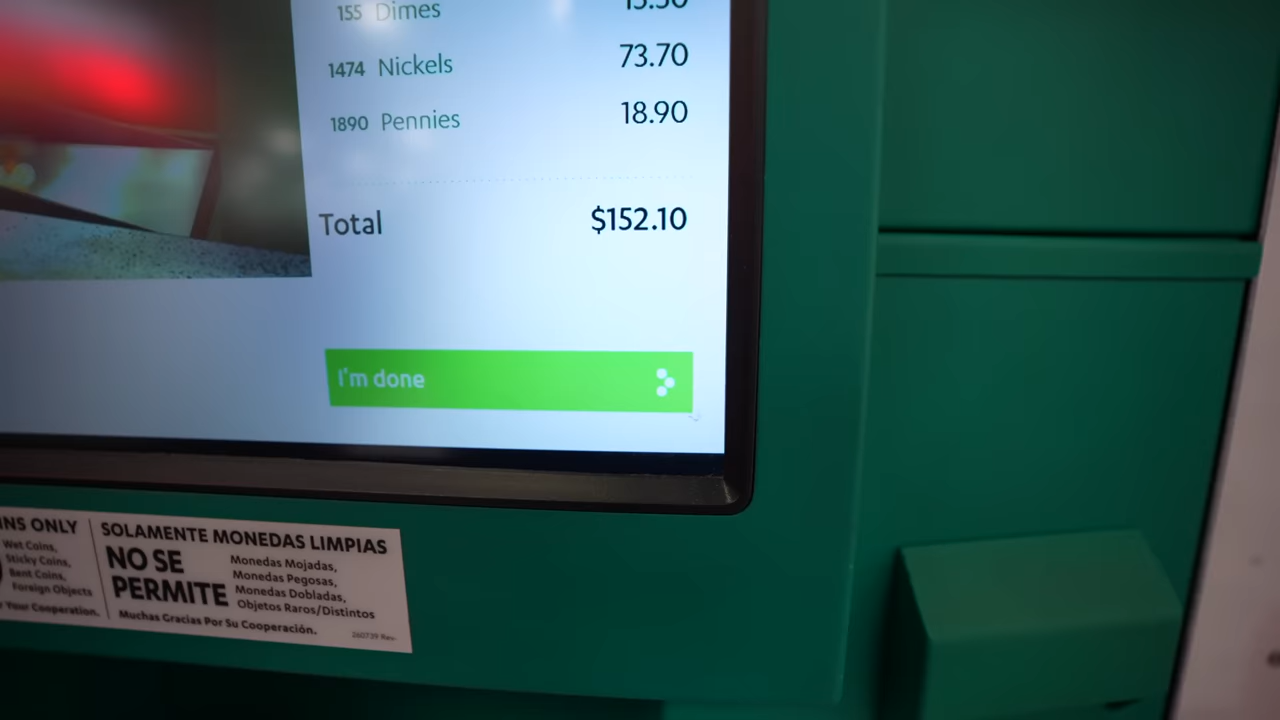 155 Dimes 15.50
1474 Nickels 73.70
1890 Pennies 18.90
Total $152.10
I'm done
INS ONLY
Wet Coins,
Sticky Coins,
Bent Coins,
Foreign Objects
Your Cooperation.
SOLAMENTE MONEDAS LIMPIAS
NO SE
PERMITE
Monedas Mojadas,
Monedas Pegosas,
Monedas Dobladas,
Objetos Raros/Distintos
Muchas Gracias Por Su Cooperación.